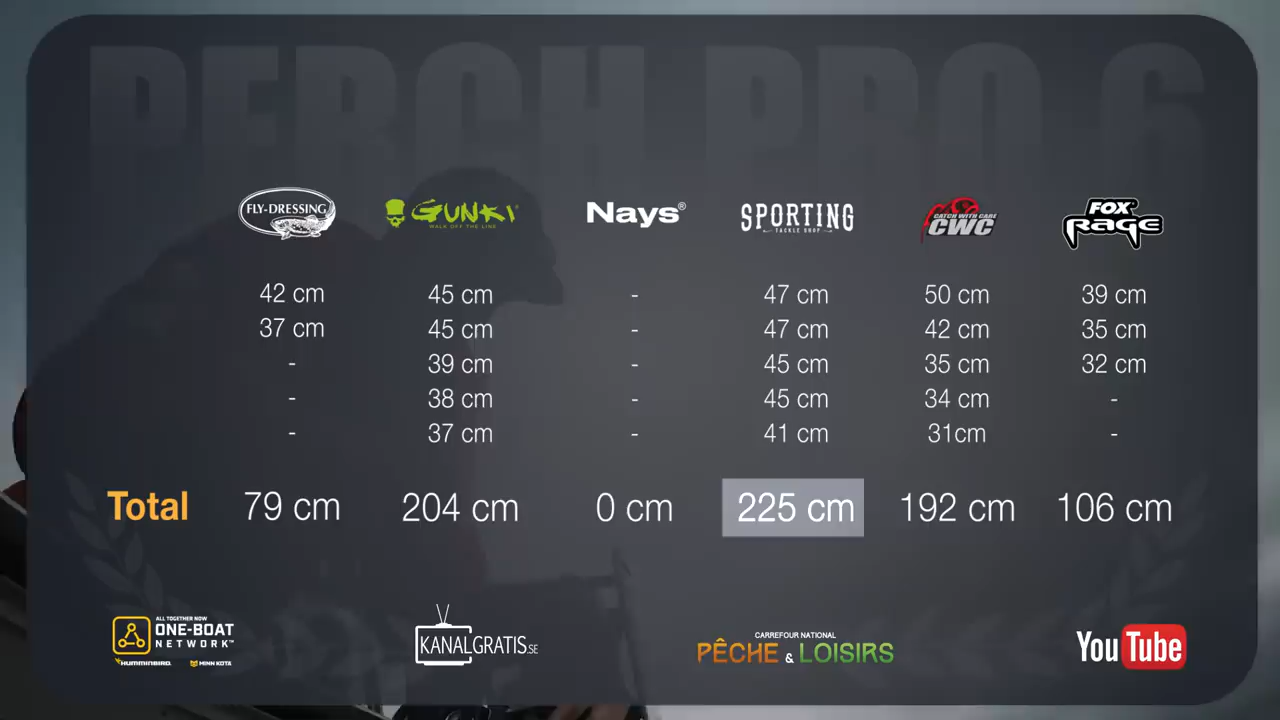 PERCH PRO 6
FLY-DRESSING GUNKI Nays® SPORTING CATCH WITH CARE CWC FOX RAGE
WALK OFF THE LINE TACKLE SHOP
42 cm 45 cm - 47 cm 50 cm 39 cm
37 cm 45 cm - 47 cm 42 cm 35 cm
- 39 cm - 45 cm 35 cm 32 cm
- 38 cm - 45 cm 34 cm -
- 37 cm - 41 cm 31cm -
Total 79 cm 204 cm 0 cm 225 cm 192 cm 106 cm
ALL TOGETHER NOW
ONE-BOAT
NETWORK™
HUMMINBIRD. MINN KOTA
KANALGRATIS.SE
CARREFOUR NATIONAL
PÊCHE & LOISIRS
YouTube